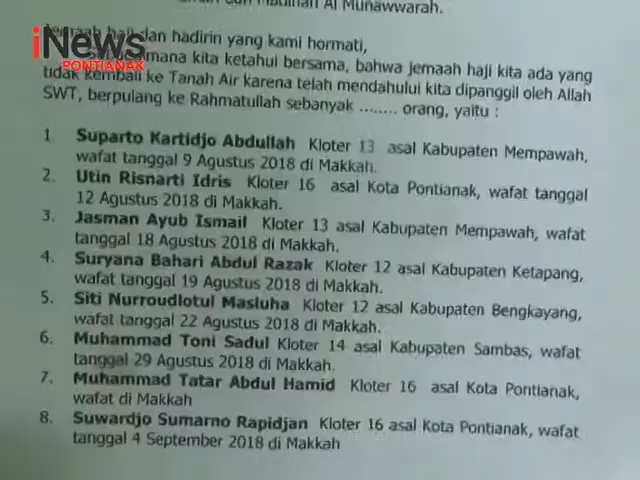 Al Munawwarah.
iNews
PONTIANAK
dan hadirin yang kami hormati,
kita ketahui bersama, bahwa jemaah haji kita ada yang
tidak kembali ke Tanah Air karena telah mendahului kita dipanggil oleh Allah
SWT, berpulang ke Rahmatullah sebanyak ........ orang, yaitu :
1. Suparto Kartidjo Abdullah Kloter 13 asal Kabupaten Mempawah,
wafat tanggal 9 Agustus 2018 di Makkah.
2. Utin Risnarti Idris Kloter 16 asal Kota Pontianak, wafat tanggal
12 Agustus 2018 di Makkah.
3. Jasman Ayub Ismail Kloter 13 asal Kabupaten Mempawah, wafat
tanggal 18 Agustus 2018 di Makkah.
4. Suryana Bahari Abdul Razak Kloter 12 asal Kabupaten Ketapang,
wafat tanggal 19 Agustus 2018 di Makkah.
5. Siti Nurroudlotul Masluha Kloter 12 asal Kabupaten Bengkayang,
wafat tanggal 22 Agustus 2018 di Makkah.
6. Muhammad Toni Sadul Kloter 14 asal Kabupaten Sambas, wafat
tanggal 29 Agustus 2018 di Makkah.
7. Muhammad Tatar Abdul Hamid Kloter 16 asal Kota Pontianak,
wafat di Makkah
8. Suwardjo Sumarno Rapidjan Kloter 16 asal Kota Pontianak, wafat
tanggal 4 September 2018 di Makkah